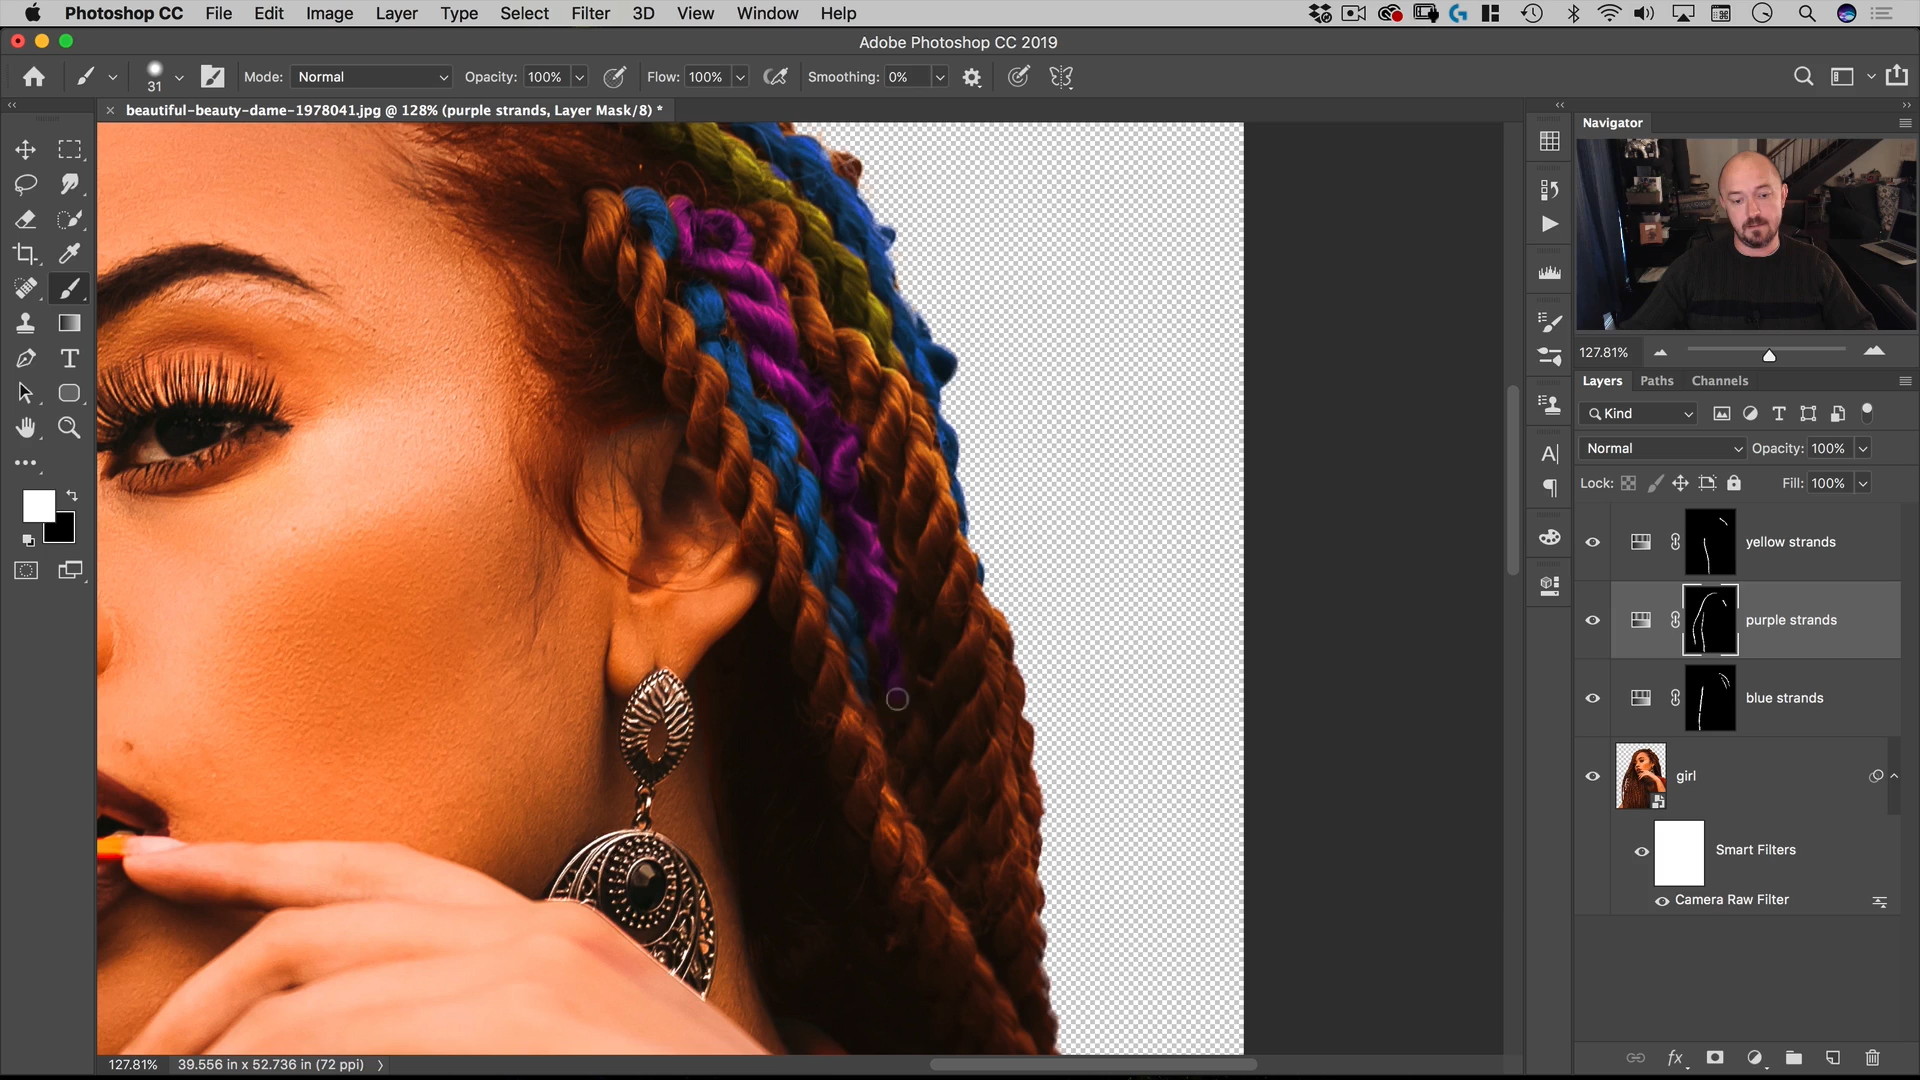 Photoshop CC File Edit Image Layer Type Select Filter 3D View Window Help
Adobe Photoshop CC 2019
31 Mode: Normal Opacity: 100% Flow: 100% Smoothing: 0%
beautiful-beauty-dame-1978041.jpg @ 128% (purple strands, Layer Mask/8) *
Navigator
127.81%
Layers Paths Channels
Kind
Normal Opacity: 100%
Lock: Fill: 100%
yellow strands
purple strands
blue strands
girl
Smart Filters
Camera Raw Filter
fx
127.81% 39.556 in x 52.736 in (72 ppi)